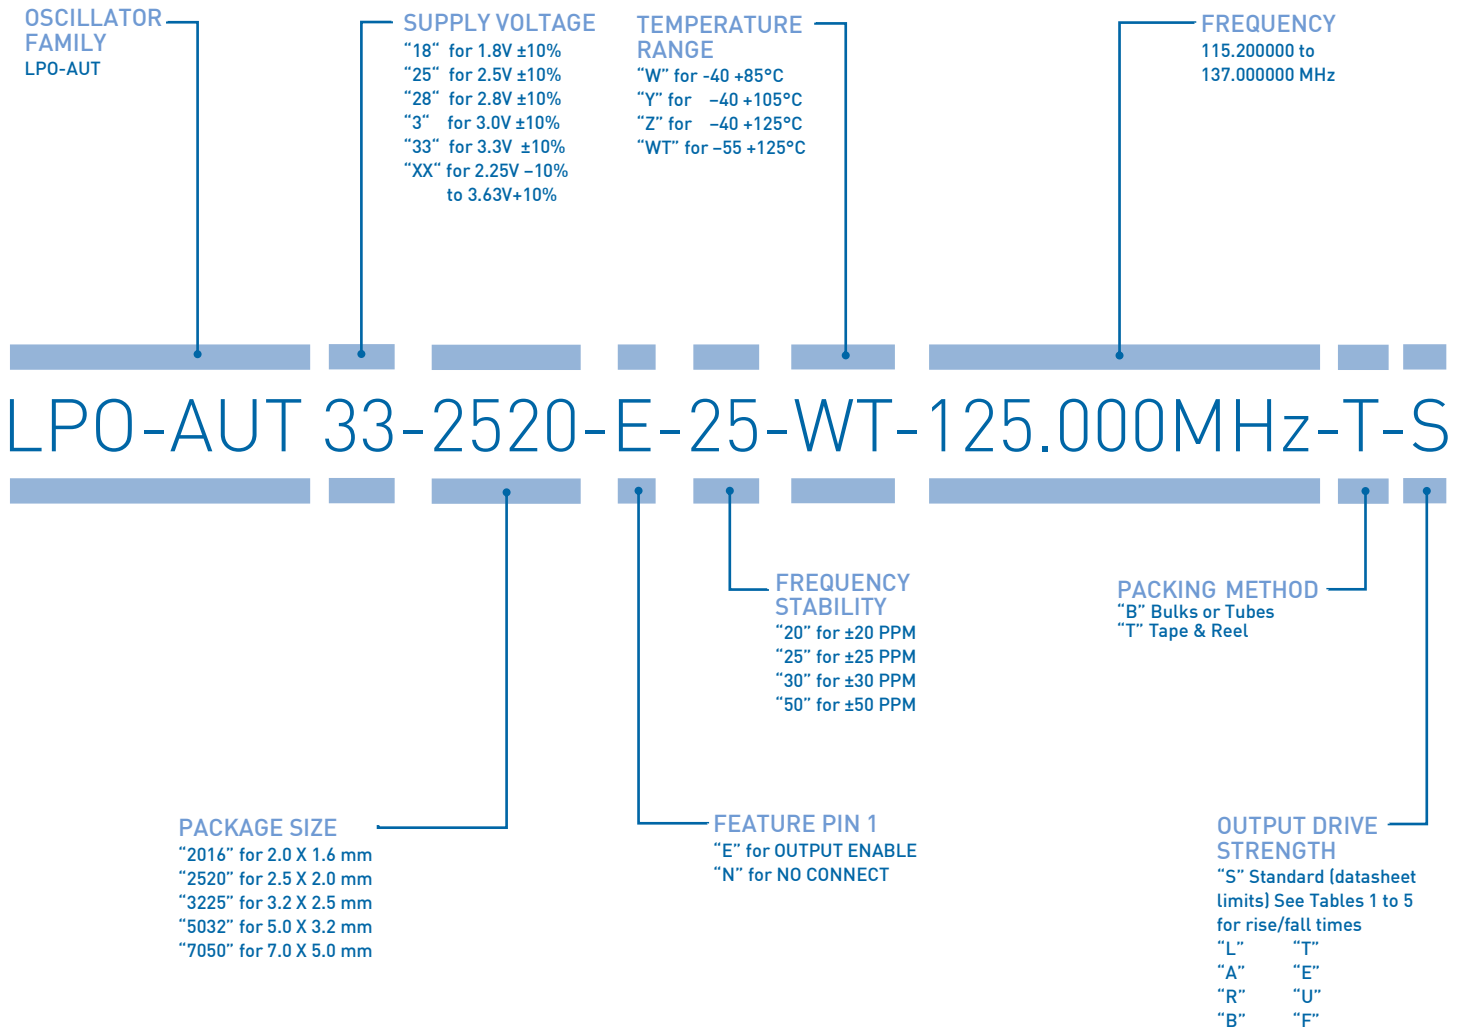 OSCILLATOR
FAMILY
LPO-AUT
SUPPLY VOLTAGE
“18“ for 1.8V ±10%
“25“ for 2.5V ±10%
“28“ for 2.8V ±10%
“3“ for 3.0V ±10%
“33“ for 3.3V ±10%
“XX“ for 2.25V –10%
to 3.63V+10%
TEMPERATURE
RANGE
“W” for -40 +85°C
“Y” for –40 +105°C
“Z” for –40 +125°C
“WT” for –55 +125°C
FREQUENCY
115.200000 to
137.000000 MHz
LPO-AUT 33-2520-E-25-WT-125.000MHz-T-S
FREQUENCY
STABILITY
“20” for ±20 PPM
“25” for ±25 PPM
“30” for ±30 PPM
“50” for ±50 PPM
PACKING METHOD
“B” Bulks or Tubes
“T” Tape & Reel
PACKAGE SIZE
“2016” for 2.0 X 1.6 mm
“2520” for 2.5 X 2.0 mm
“3225” for 3.2 X 2.5 mm
“5032” for 5.0 X 3.2 mm
“7050” for 7.0 X 5.0 mm
FEATURE PIN 1
“E” for OUTPUT ENABLE
“N” for NO CONNECT
OUTPUT DRIVE
STRENGTH
“S” Standard (datasheet
limits) See Tables 1 to 5
for rise/fall times
“L” “T”
“A” “E”
“R” “U”
“B” “F”